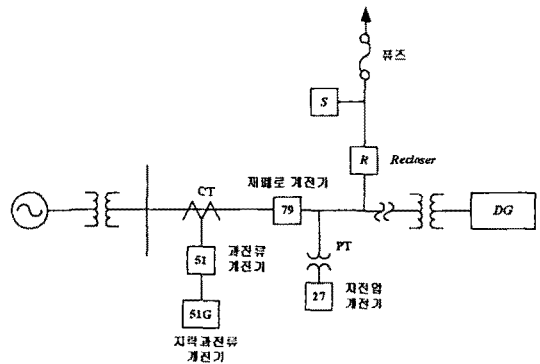 퓨즈
S
R
Recloser
CT
재폐로 계전기
79
DG
51
과전류
계전기
PT
27
저전압
계전기
51G
지락과전류
계전기